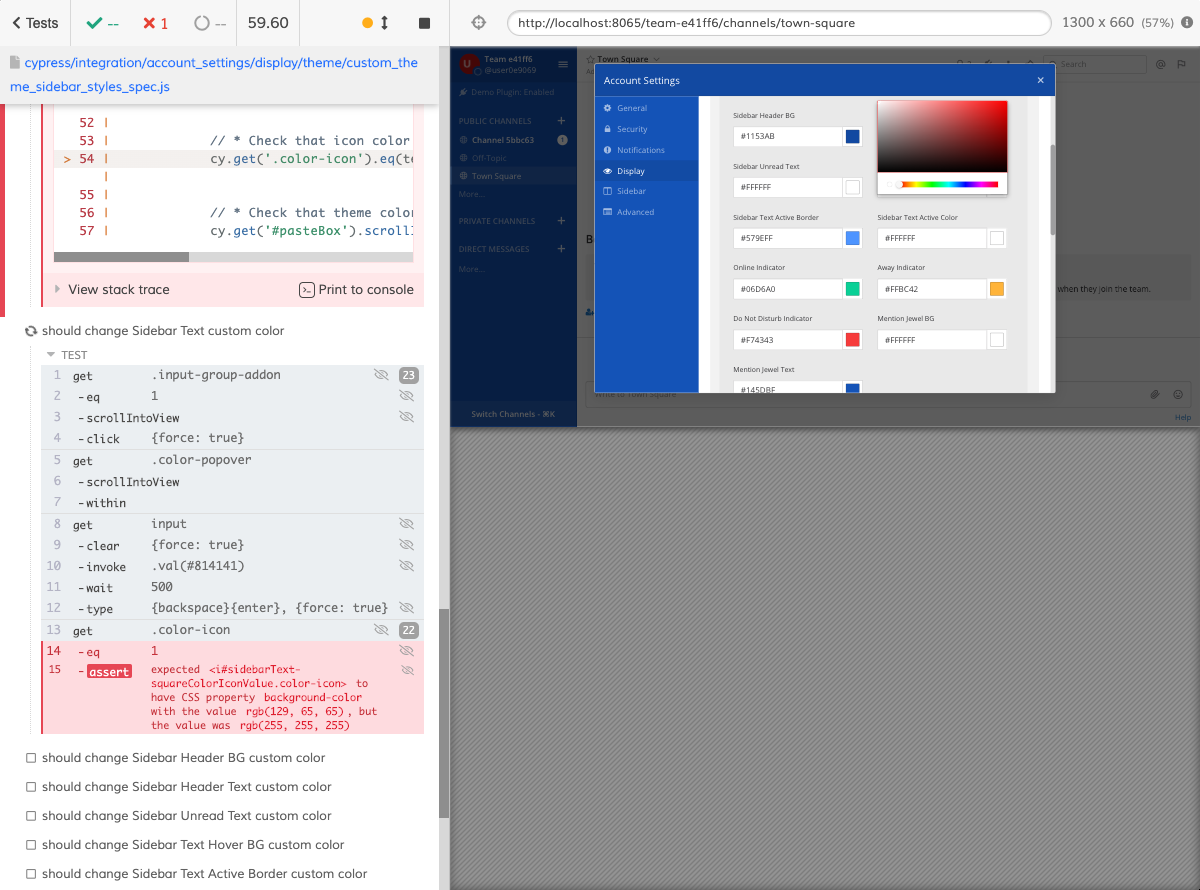 Tests
--
1
--
59.60
http://localhost:8065/team-e41ff6/channels/town-square
1300 x 660 (57%)
cypress/integration/account_settings/display/theme/custom_the
me_sidebar_styles_spec.js
52 |
53 | // * Check that icon color
> 54 | cy.get('.color-icon').eq(te
|
55 |
56 | // * Check that theme color
57 | cy.get('#pasteBox').scrollI
View stack trace
Print to console
should change Sidebar Text custom color
TEST
1 get .input-group-addon 23
2 -eq 1
3 -scrollIntoView
4 -click {force: true}
5 get .color-popover
6 -scrollIntoView
7 -within
8 get input
9 -clear {force: true}
10 -invoke .val(#814141)
11 -wait 500
12 -type {backspace}{enter}, {force: true}
13 get .color-icon 22
14 -eq 1
15 -assert expected <i#sidebarText-
squareColorIconValue.color-icon> to
have CSS property background-color
with the value rgb(129, 65, 65), but
the value was rgb(255, 255, 255)
should change Sidebar Header BG custom color
should change Sidebar Header Text custom color
should change Sidebar Unread Text custom color
should change Sidebar Text Hover BG custom color
should change Sidebar Text Active Border custom color
U
Team e41ff6
@user0e9069
Demo Plugin: Enabled
PUBLIC CHANNELS +
Channel 5bbc63 1
Off-Topic
Town Square
More...
PRIVATE CHANNELS +
DIRECT MESSAGES +
More...
Switch Channels - ⌘K
Town Square
Search
when they join the team.
Write to Town Square
Help
Account Settings ×
General
Security
Notifications
Display
Sidebar
Advanced
Sidebar Header BG
#1153AB
Sidebar Unread Text
#FFFFFF
Sidebar Text Active Border
#579EFF
Sidebar Text Active Color
#FFFFFF
Online Indicator
#06D6A0
Away Indicator
#FFBC42
Do Not Disturb Indicator
#F74343
Mention Jewel BG
#FFFFFF
Mention Jewel Text
#145DBF